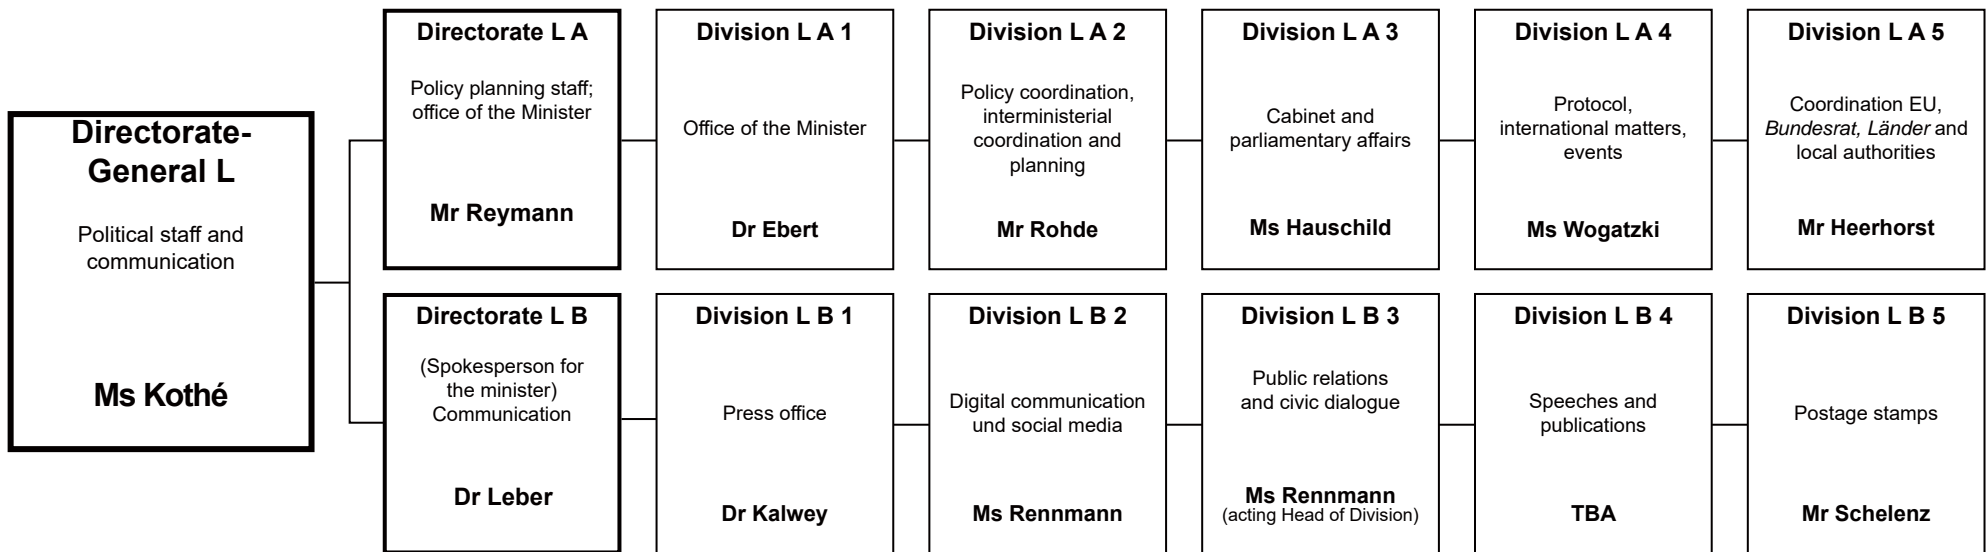 Directorate-
General L
Political staff and
communication
Ms Kothé
Directorate L A
Policy planning staff;
office of the Minister
Mr Reymann
Division L A 1
Office of the Minister
Dr Ebert
Division L A 2
Policy coordination,
interministerial
coordination and
planning
Mr Rohde
Division L A 3
Cabinet and
parliamentary affairs
Ms Hauschild
Division L A 4
Protocol,
international matters,
events
Ms Wogatzki
Division L A 5
Coordination EU,
Bundesrat, Länder and
local authorities
Mr Heerhorst
Directorate L B
(Spokesperson for
the minister)
Communication
Dr Leber
Division L B 1
Press office
Dr Kalwey
Division L B 2
Digital communication
und social media
Ms Rennmann
Division L B 3
Public relations
and civic dialogue
Ms Rennmann
(acting Head of Division)
Division L B 4
Speeches and
publications
TBA
Division L B 5
Postage stamps
Mr Schelenz